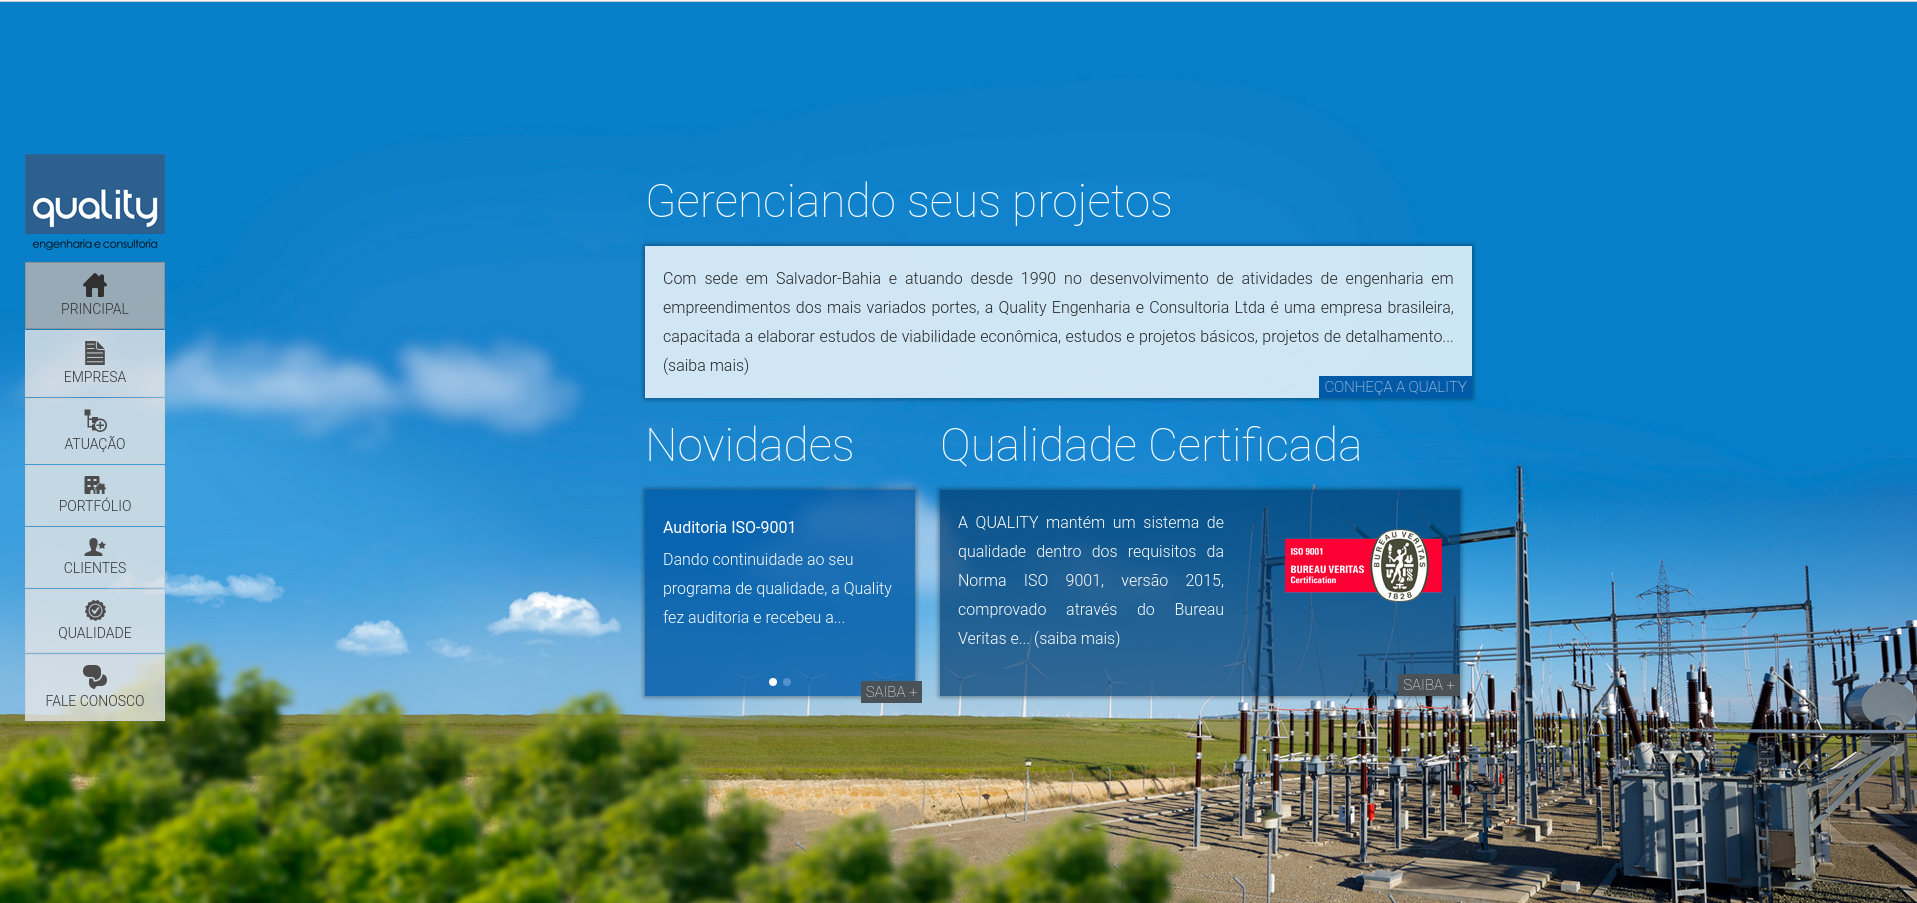 quality
engenharia e consultoria
PRINCIPAL
EMPRESA
ATUAÇÃO
PORTFÓLIO
CLIENTES
QUALIDADE
FALE CONOSCO
Gerenciando seus projetos
Com sede em Salvador-Bahia e atuando desde 1990 no desenvolvimento de atividades de engenharia em
empreendimentos dos mais variados portes, a Quality Engenharia e Consultoria Ltda é uma empresa brasileira,
capacitada a elaborar estudos de viabilidade econômica, estudos e projetos básicos, projetos de detalhamento...
(saiba mais)
CONHEÇA A QUALITY
Novidades
Auditoria ISO-9001
Dando continuidade ao seu
programa de qualidade, a Quality
fez auditoria e recebeu a...
SAIBA +
Qualidade Certificada
A QUALITY mantém um sistema de
qualidade dentro dos requisitos da
Norma ISO 9001, versão 2015,
comprovado através do Bureau
Veritas e... (saiba mais)
ISO 9001
BUREAU VERITAS
Certification
BUREAU VERITAS
1828
SAIBA +